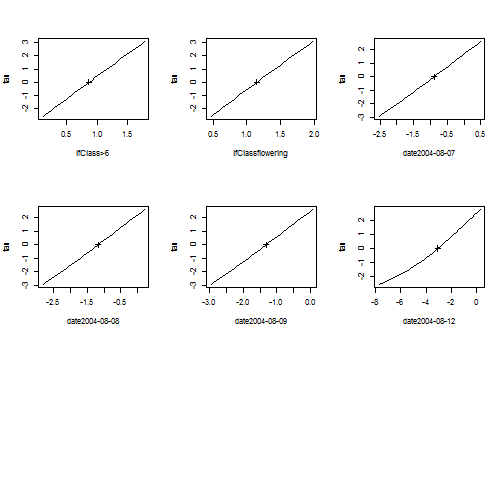 tau
3
2
1
0
-1
-2
0.5 1.0 1.5
lfClass>6
tau
3
2
1
0
-1
-2
0.5 1.0 1.5 2.0
lfClassflowering
tau
2
1
0
-1
-2
-3
-2.5 -1.5 -0.5 0.5
date2004-08-07
tau
2
1
0
-1
-2
-3
-2.5 -1.5 -0.5
date2004-08-08
tau
2
1
0
-1
-2
-3
-3.0 -2.0 -1.0 0.0
date2004-08-09
tau
2
1
0
-1
-2
-8 -6 -4 -2 0
date2004-08-12